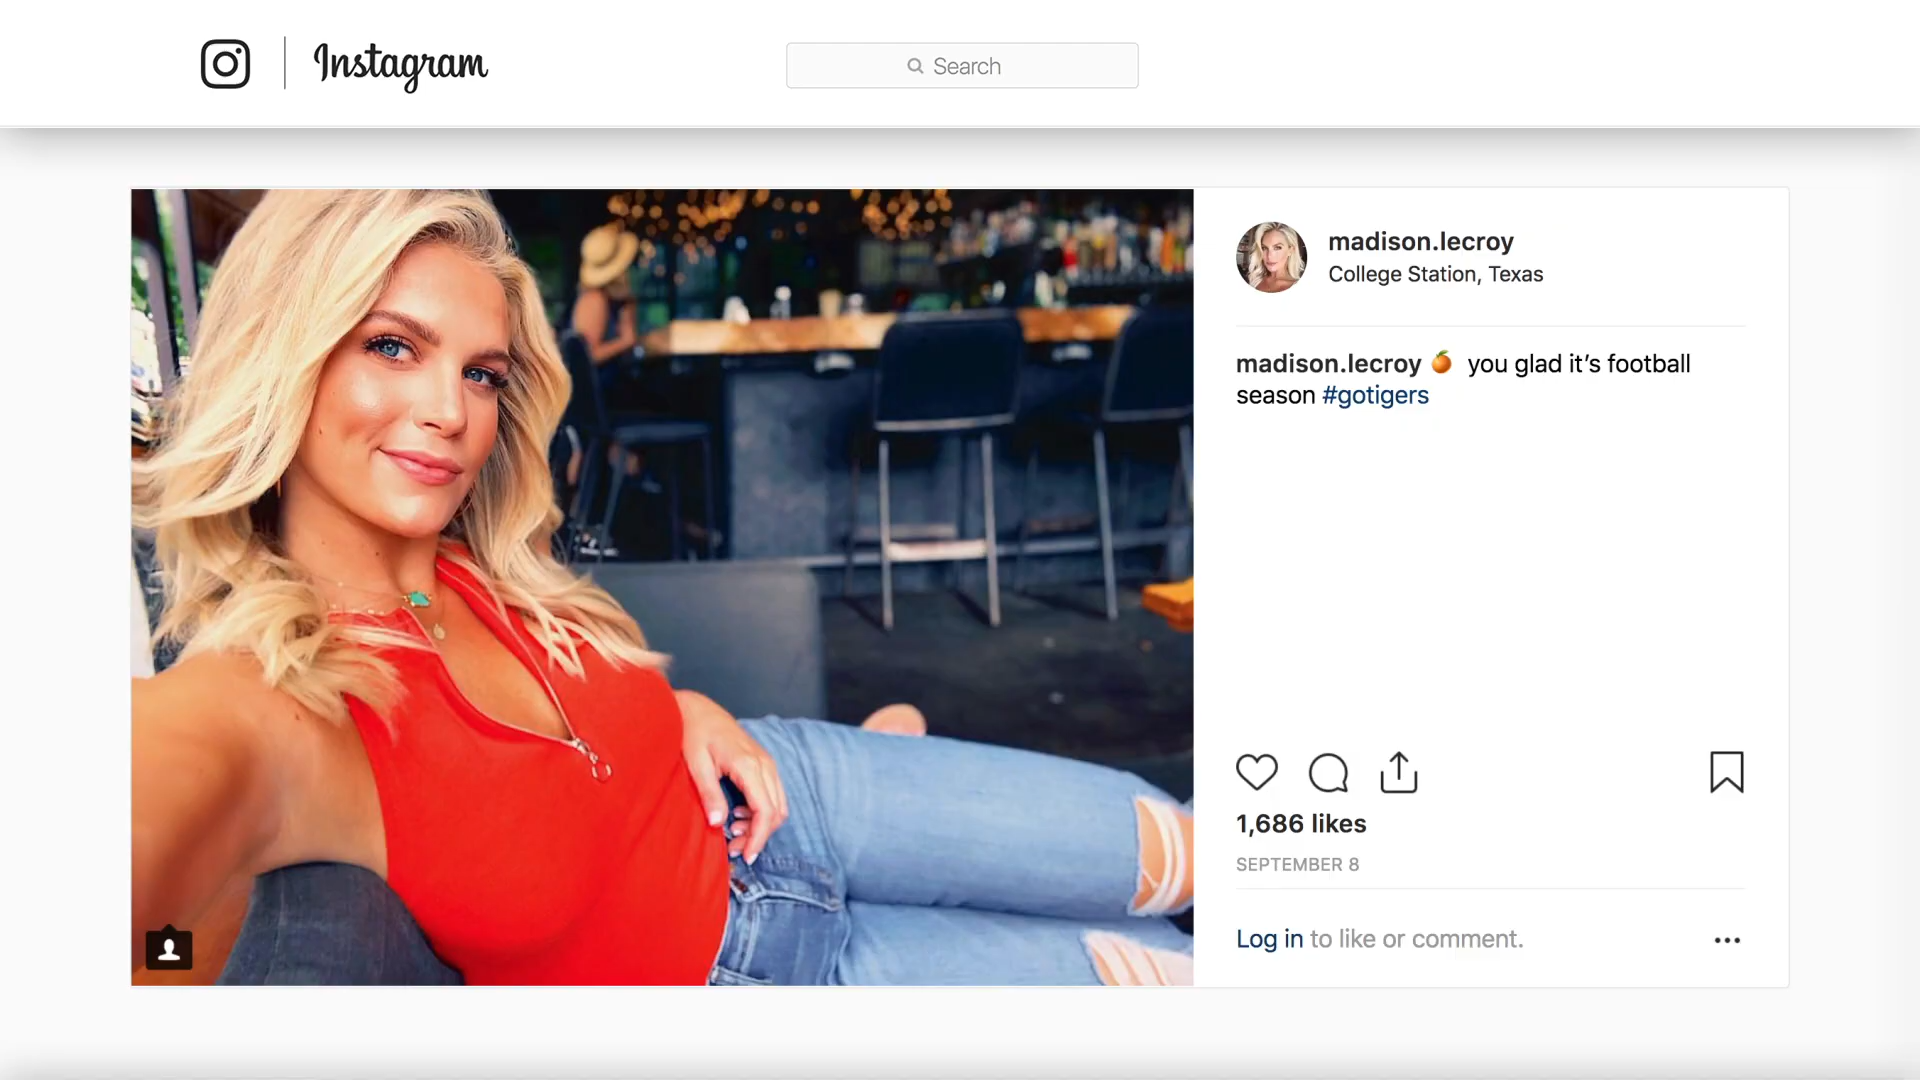 Instagram
Search
madison.lecroy
College Station, Texas
madison.lecroy 🍊 you glad it’s football
season #gotigers
1,686 likes
SEPTEMBER 8
Log in to like or comment.